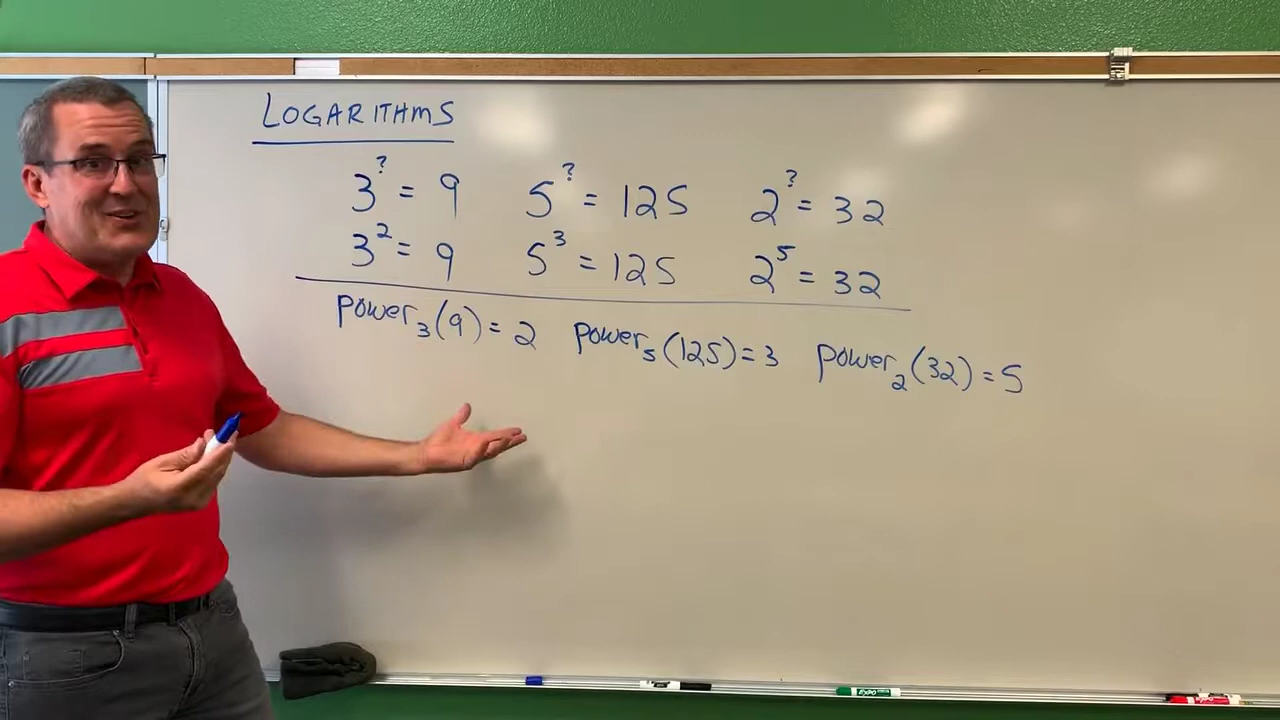 LOGARITHMS
3^? = 9 5^? = 125 2^? = 32
3^2 = 9 5^3 = 125 2^5 = 32
power_3(9) = 2 power_5(125) = 3 power_2(32) = 5